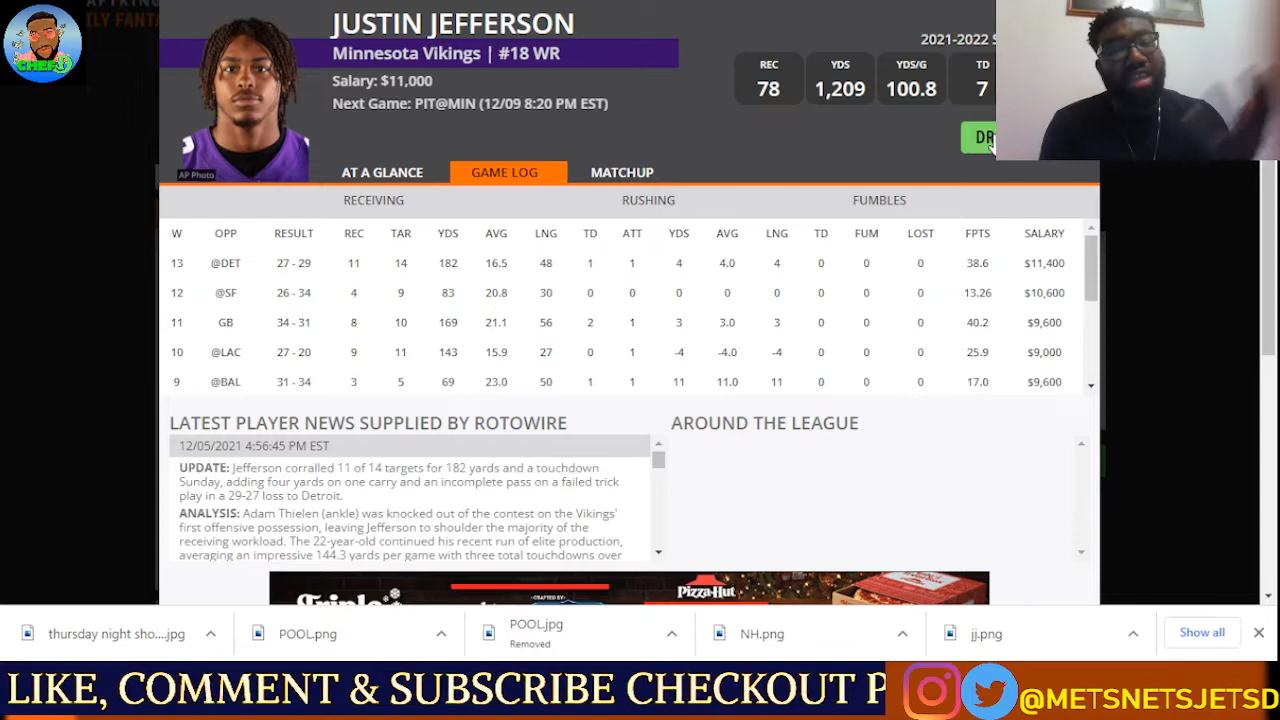 CHEF
JUSTIN JEFFERSON
Minnesota Vikings | #18 WR
Salary: $11,000
Next Game: PIT@MIN (12/09 8:20 PM EST)
2021-2022 S
REC YDS YDS/G TD
78 1,209 100.8 7
DR
AP Photo
AT A GLANCE GAME LOG MATCHUP
RECEIVING RUSHING FUMBLES
W OPP RESULT REC TAR YDS AVG LNG TD ATT YDS AVG LNG TD FUM LOST FPTS SALARY
13 @DET 27 - 29 11 14 182 16.5 48 1 1 4 4.0 4 0 0 0 38.6 $11,400
12 @SF 26 - 34 4 9 83 20.8 30 0 0 0 0 0 0 0 0 13.26 $10,600
11 GB 34 - 31 8 10 169 21.1 56 2 1 3 3.0 3 0 0 0 40.2 $9,600
10 @LAC 27 - 20 9 11 143 15.9 27 0 1 -4 -4.0 -4 0 0 0 25.9 $9,000
9 @BAL 31 - 34 3 5 69 23.0 50 1 1 11 11.0 11 0 0 0 17.0 $9,600
LATEST PLAYER NEWS SUPPLIED BY ROTOWIRE AROUND THE LEAGUE
12/05/2021 4:56:45 PM EST
UPDATE: Jefferson corralled 11 of 14 targets for 182 yards and a touchdown
Sunday, adding four yards on one carry and an incomplete pass on a failed trick
play in a 29-27 loss to Detroit.
ANALYSIS: Adam Thielen (ankle) was knocked out of the contest on the Vikings'
first offensive possession, leaving Jefferson to shoulder the majority of the
receiving workload. The 22-year-old continued his recent run of elite production,
averaging an impressive 144.3 yards per game with three total touchdowns over
Triple
CRAFTED BY
Pizza Hut
thursday night sho....jpg
POOL.png
POOL.jpg
Removed
NH.png
jj.png
Show all
LIKE, COMMENT & SUBSCRIBE CHECKOUT P
@METSNETSJETSD